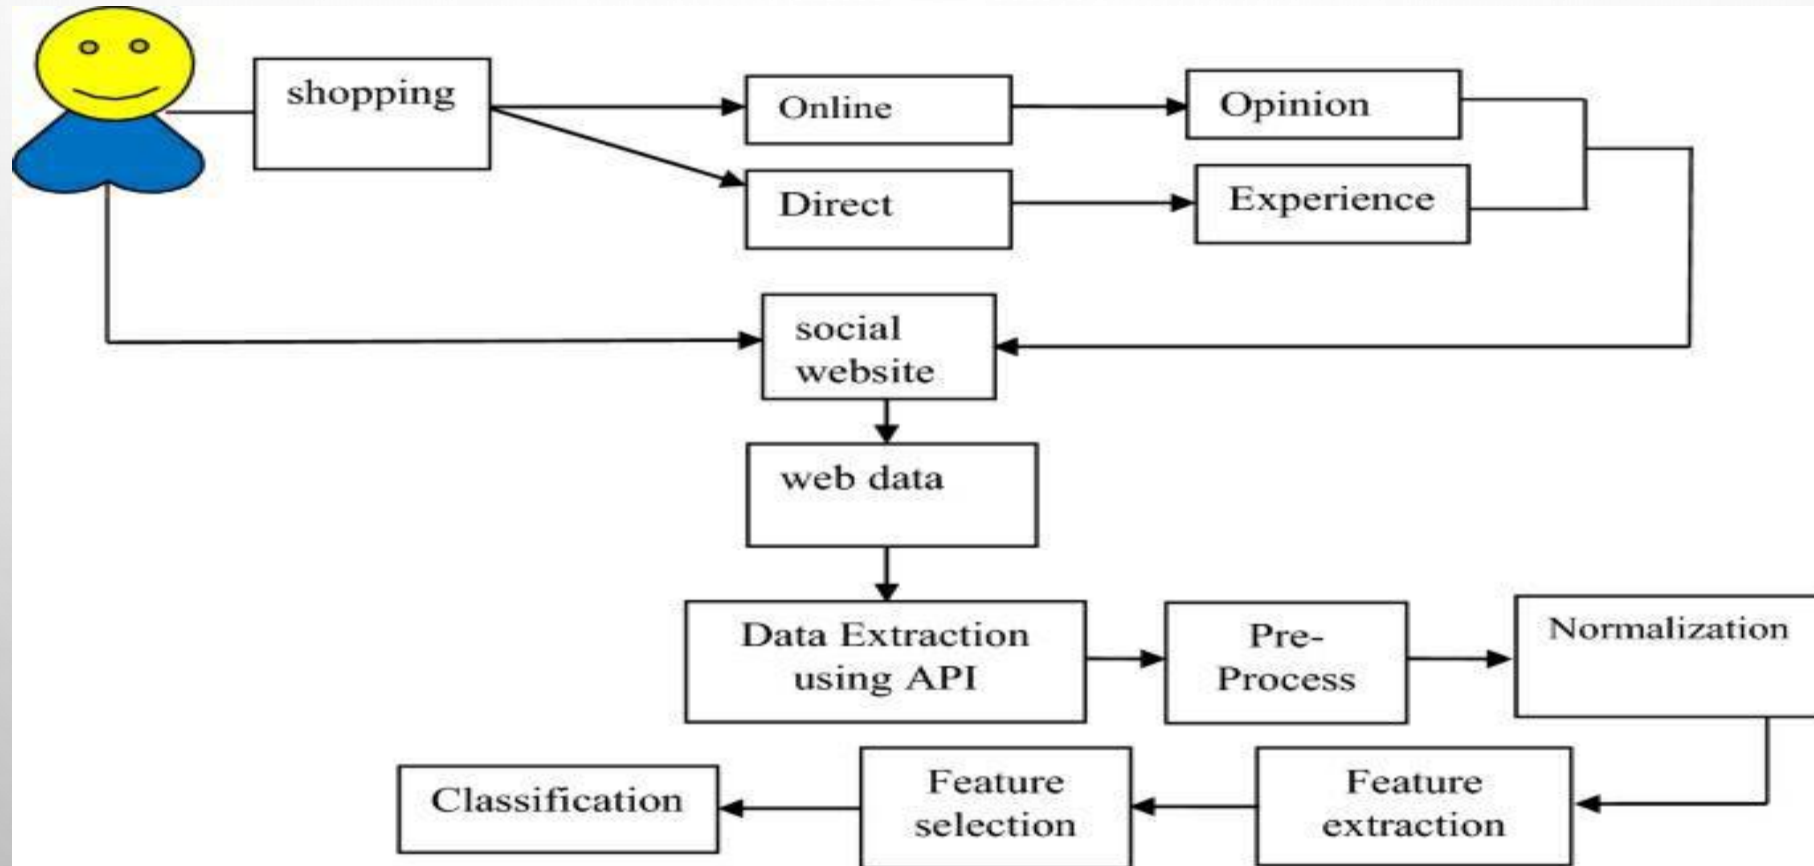 shopping
Online
Opinion
Direct
Experience
social
website
web data
Data Extraction
using API
Pre-
Process
Normalization
Feature
extraction
Feature
selection
Classification